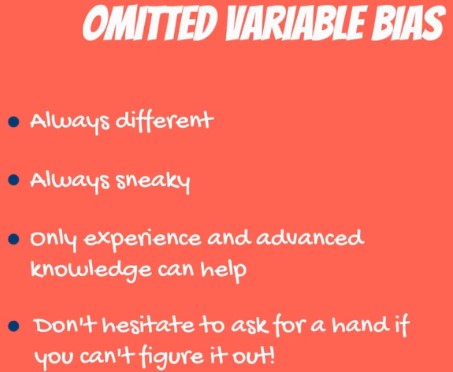 OMITTED VARIABLE BIAS
Always different
Always sneaky
Only experience and advanced
knowledge can help
Don't hesitate to ask for a hand if
you can't figure it out!